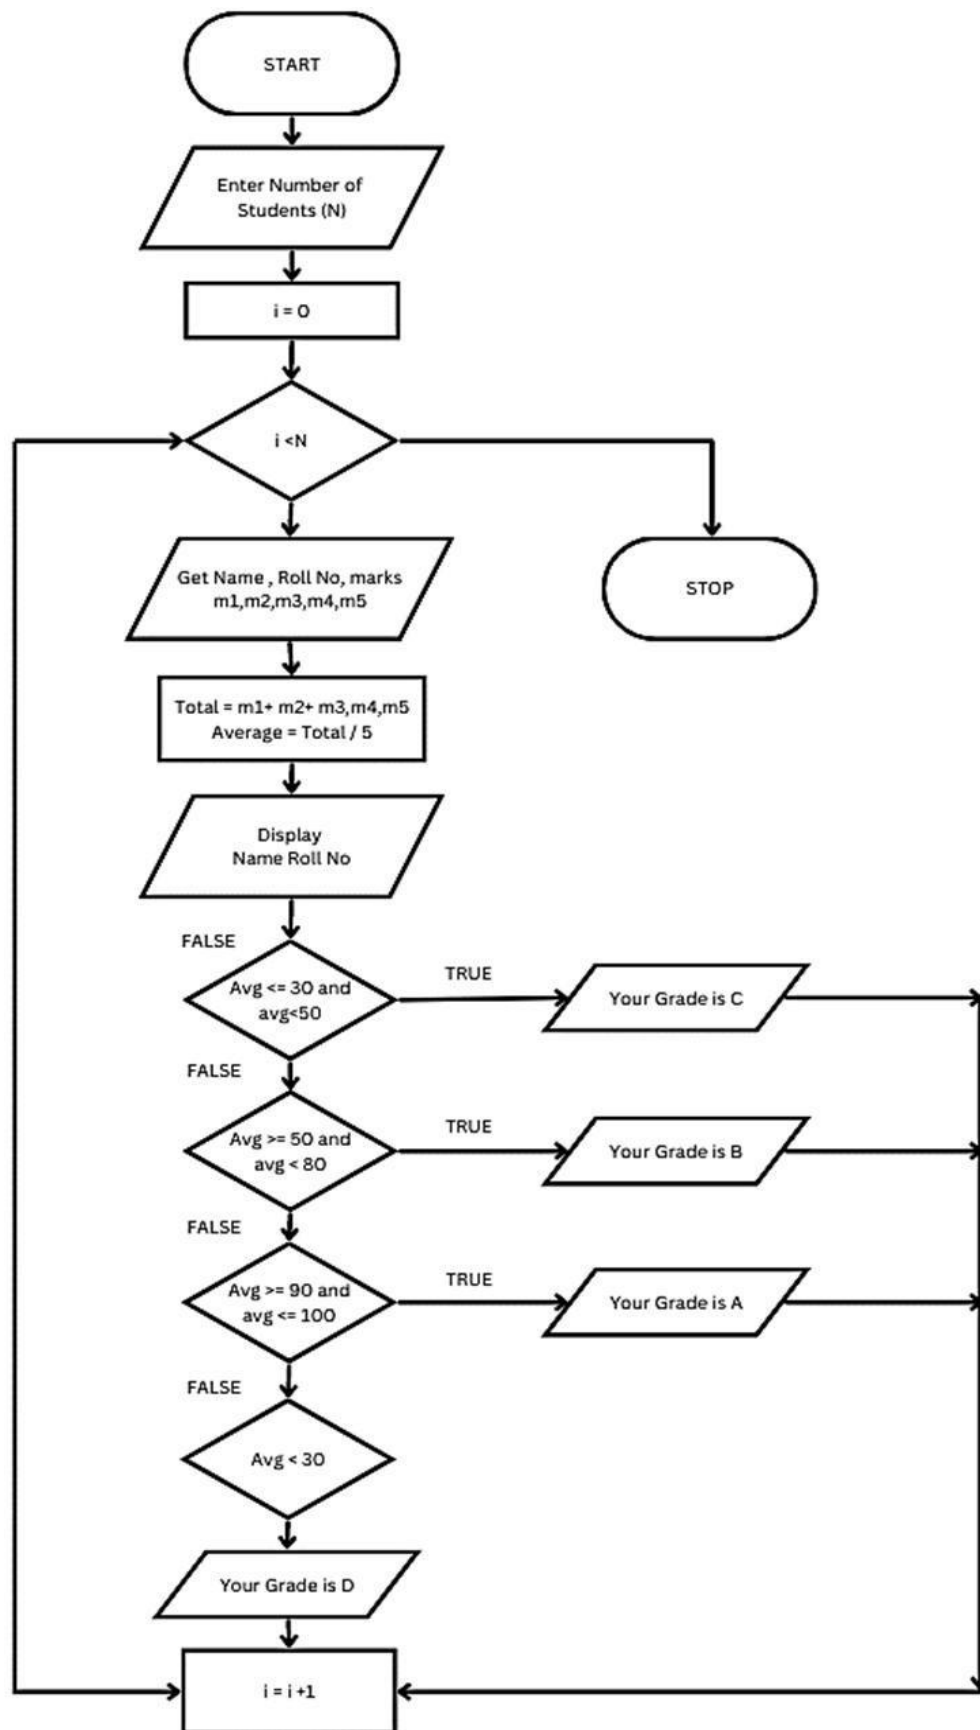 START
Enter Number of
Students (N)
i = 0
i <N
Get Name , Roll No, marks
m1,m2,m3,m4,m5
STOP
Total = m1+ m2+ m3,m4,m5
Average = Total / 5
Display
Name Roll No
FALSE
Avg <= 30 and
avg<50
TRUE
Your Grade is C
FALSE
Avg >= 50 and
avg < 80
TRUE
Your Grade is B
FALSE
Avg >= 90 and
avg <= 100
TRUE
Your Grade is A
FALSE
Avg < 30
Your Grade is D
i = i +1